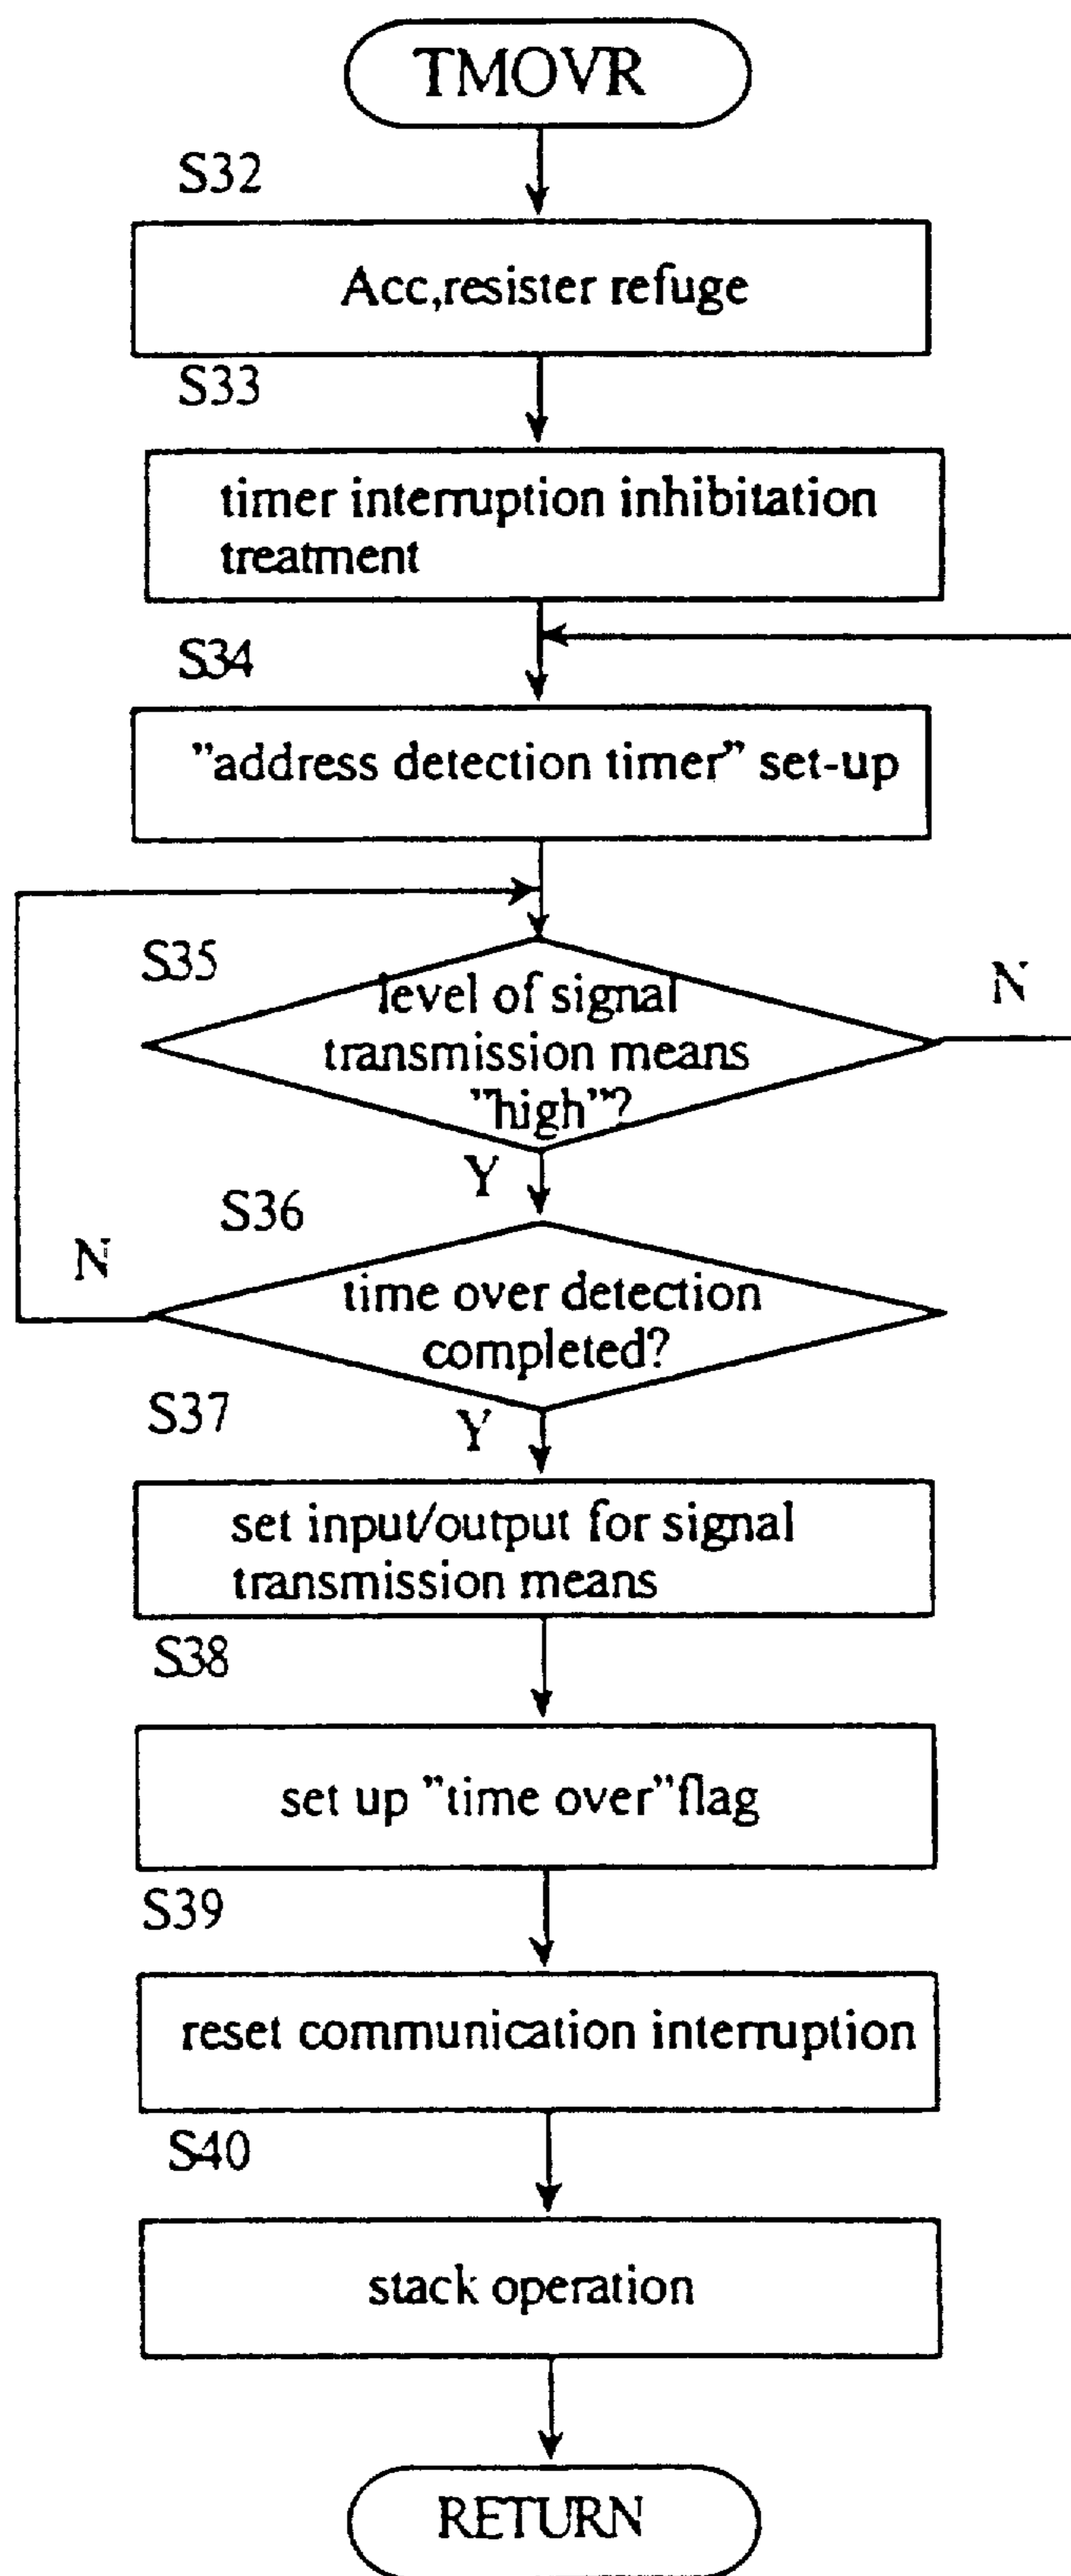 TMOVR
S32
Acc,resister refuge
S33
timer interruption inhibitation
treatment
S34
"address detection timer" set-up
S35
level of signal
transmission means
"high"?
N
Y
S36
N
time over detection
completed?
S37
Y
set input/output for signal
transmission means
S38
set up "time over"flag
S39
reset communication interruption
S40
stack operation
RETURN